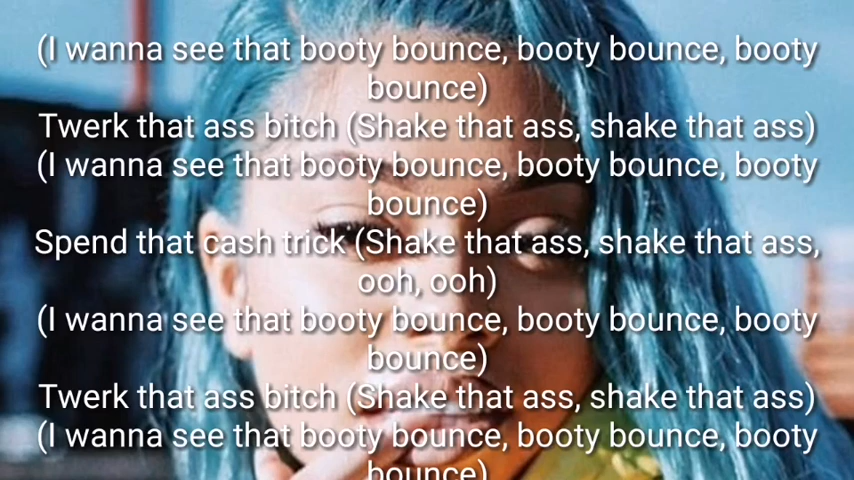 (I wanna see that booty bounce, booty bounce, booty
bounce)
Twerk that ass bitch (Shake that ass, shake that ass)
(I wanna see that booty bounce, booty bounce, booty
bounce)
Spend that cash trick (Shake that ass, shake that ass,
ooh, ooh)
(I wanna see that booty bounce, booty bounce, booty
bounce)
Twerk that ass bitch (Shake that ass, shake that ass)
(I wanna see that booty bounce, booty bounce, booty
bounce)